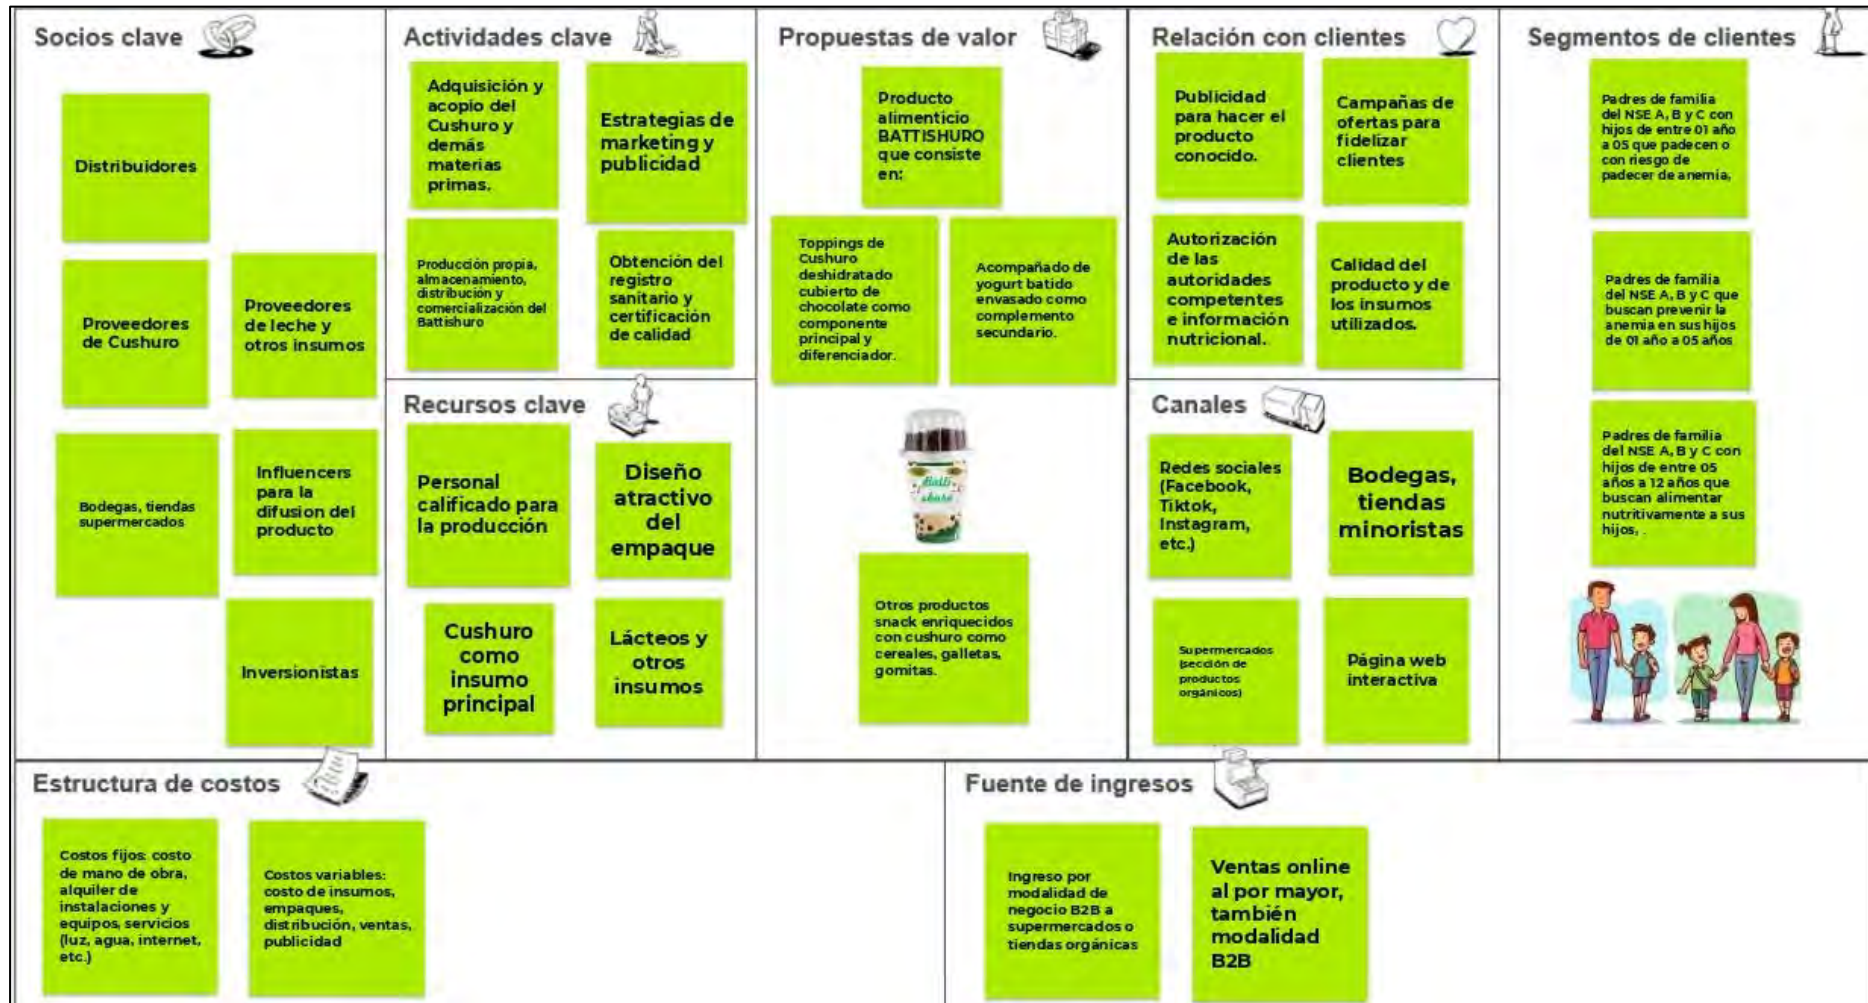 Socios clave
Distribuidores
Proveedores
de Cushuro
Proveedores
de leche y
otros insumos
Bodegas, tiendas
supermercados
Influencers
para la
difusion del
producto
Inversionistas
Actividades clave
Adquisición y
acopio del
Cushuro y
demás
materias
primas.
Estrategias de
marketing y
publicidad
Producción propia,
almacenamiento,
distribución y
comercialización del
Battishuro
Obtención del
registro
sanitario y
certificación
de calidad
Recursos clave
Personal
calificado para
la producción
Diseño
atractivo
del
empaque
Cushuro
como
insumo
principal
Lácteos y
otros
insumos
Propuestas de valor
Producto
alimenticio
BATTISHURO
que consiste
en:
Toppings de
Cushuro
deshidratado
cubierto de
chocolate como
componente
principal y
diferenciador.
Acompañado de
yogurt batido
envasado como
complemento
secundario.
Batti
shuro
Otros productos
snack enriquecidos
con cushuro como
cereales, galletas,
gomitas.
Relación con clientes
Publicidad
para hacer el
producto
conocido.
Campañas de
ofertas para
fidelizar
clientes
Autorización
de las
autoridades
competentes
e información
nutricional.
Calidad del
producto y de
los insumos
utilizados.
Canales
Redes sociales
(Facebook,
Tiktok,
Instagram,
etc.)
Bodegas,
tiendas
minoristas
Supermercados
(sección de
productos
orgánicos)
Página web
interactiva
Segmentos de clientes
Padres de familia
del NSE A, B y C con
hijos de entre 01 año
a 05 que padecen o
con riesgo de
padecer de anemia,
Padres de familia
del NSE A, B y C que
buscan prevenir la
anemia en sus hijos
de 01 año a 05 años
Padres de familia
del NSE A, B y C con
hijos de entre 05
años a 12 años que
buscan alimentar
nutritivamente a sus
hijos, .
Estructura de costos
Costos fijos: costo
de mano de obra,
alquiler de
instalaciones y
equipos, servicios
(luz, agua, internet,
etc.)
Costos variables:
costo de insumos,
empaques,
distribución, ventas,
publicidad
Fuente de ingresos
Ingreso por
modalidad de
negocio B2B a
supermercados o
tiendas orgánicas
Ventas online
al por mayor,
también
modalidad
B2B